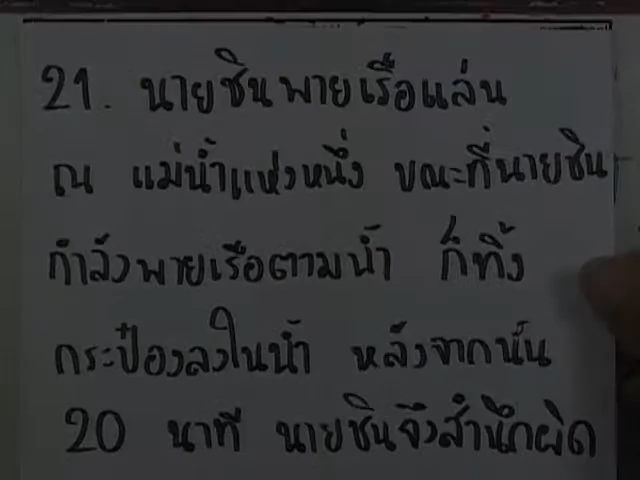 21. นายชินพายเรือแล่น
ณ แม่น้ำแห่งหนึ่ง ขณะที่นายชิน
กำลังพายเรือตามน้ำ ก็ทิ้ง
กระป๋องลงในน้ำ หลังจากนั้น
20 นาที นายชินจึงสำนึกผิด